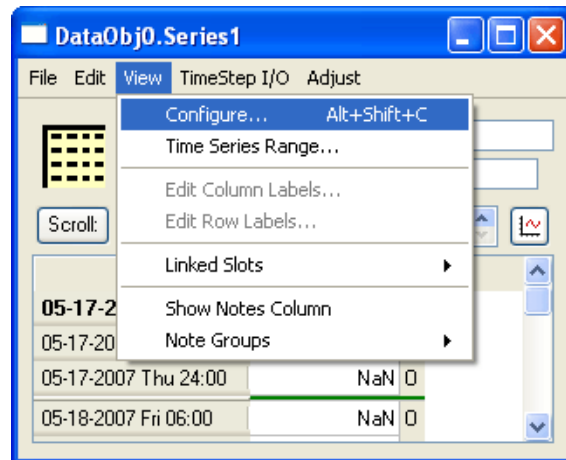 DataObj0.Series1
File Edit View TimeStep I/O Adjust
Configure... Alt+Shift+C
Time Series Range...
Edit Column Labels...
Edit Row Labels...
Scroll:
Linked Slots
05-17-2
Show Notes Column
05-17-20
Note Groups
05-17-2007 Thu 24:00 NaN O
05-18-2007 Fri 06:00 NaN O